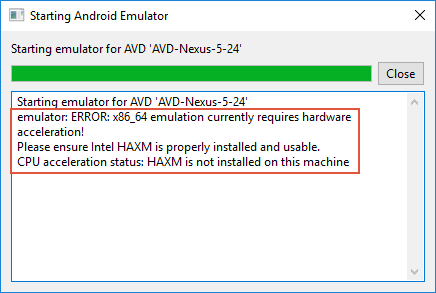 Starting Android Emulator
Starting emulator for AVD 'AVD-Nexus-5-24'
Close
Starting emulator for AVD 'AVD-Nexus-5-24'
emulator: ERROR: x86_64 emulation currently requires hardware
acceleration!
Please ensure Intel HAXM is properly installed and usable.
CPU acceleration status: HAXM is not installed on this machine